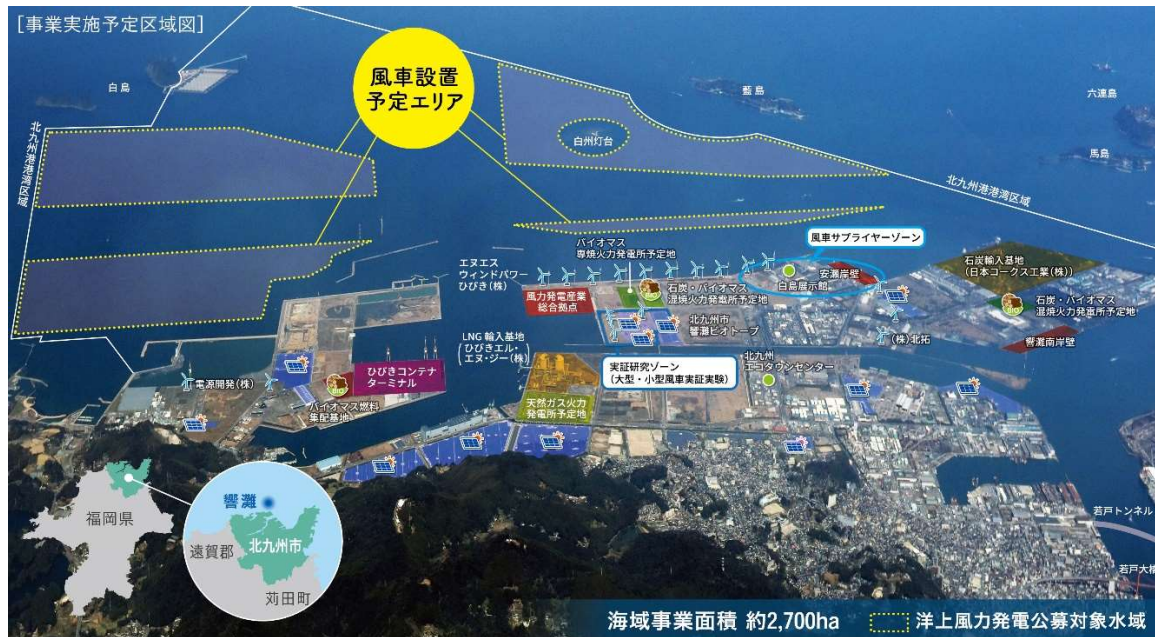 [事業実施予定区域図]
白島
風車設置
予定エリア
藍島
六連島
馬島
白州灯台
北九州港港湾区域
北九州港港湾区域
風車サプライヤーゾーン
バイオマス
専焼火力発電所予定地
エヌエス
ウィンドパワー
ひびき(株)
風力発電産業
総合拠点
石炭・バイオマス
混焼火力発電所予定地
安瀬岸壁
白島展示館
石炭輸入基地
(日本コークス工業(株))
石炭・バイオマス
混焼火力発電所予定地
北九州市
響灘ビオトープ
(株)北拓
響灘南岸壁
LNG 輸入基地
ひびきエル・
エヌ・ジー(株)
実証研究ゾーン
(大型・小型風車実証実験)
北九州
エコタウンセンター
電源開発(株)
ひびきコンテナ
ターミナル
バイオマス燃料
集配基地
天然ガス火力
発電所予定地
福岡県
響灘
遠賀郡
北九州市
苅田町
若戸トンネル
若戸大橋
海域事業面積 約2,700ha
洋上風力発電公募対象水域